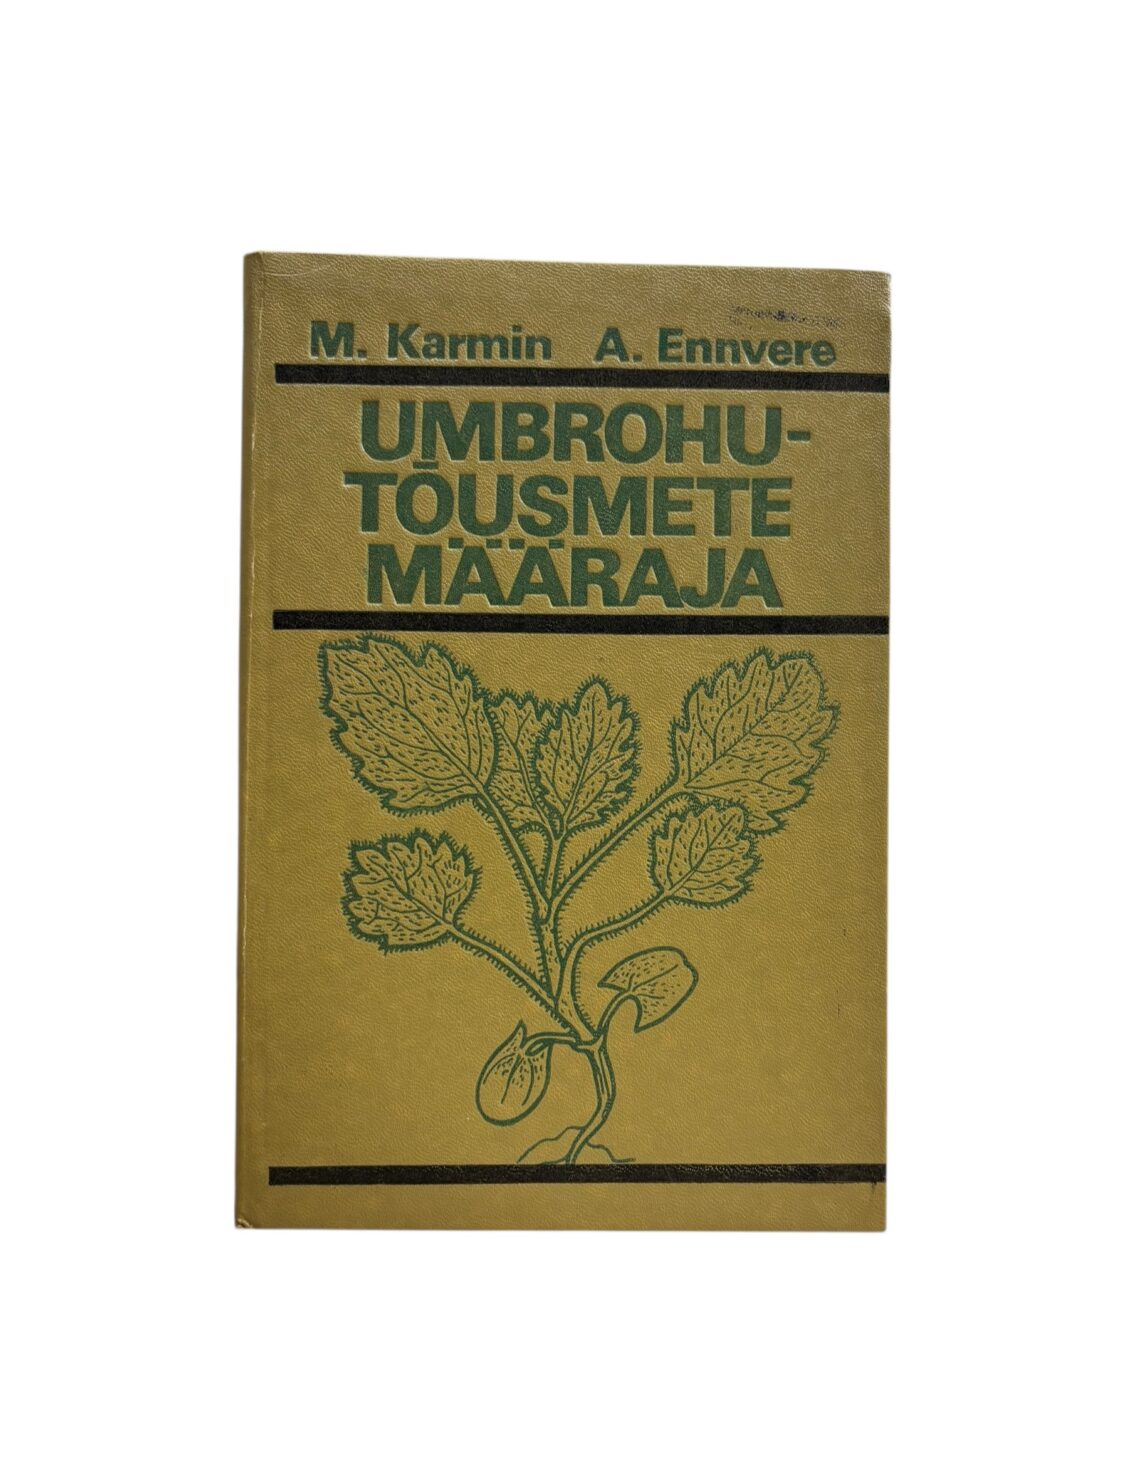 M. Karmin A. Ennvere
UMBROHU-
TÕUSMETE
MÄÄRAJA